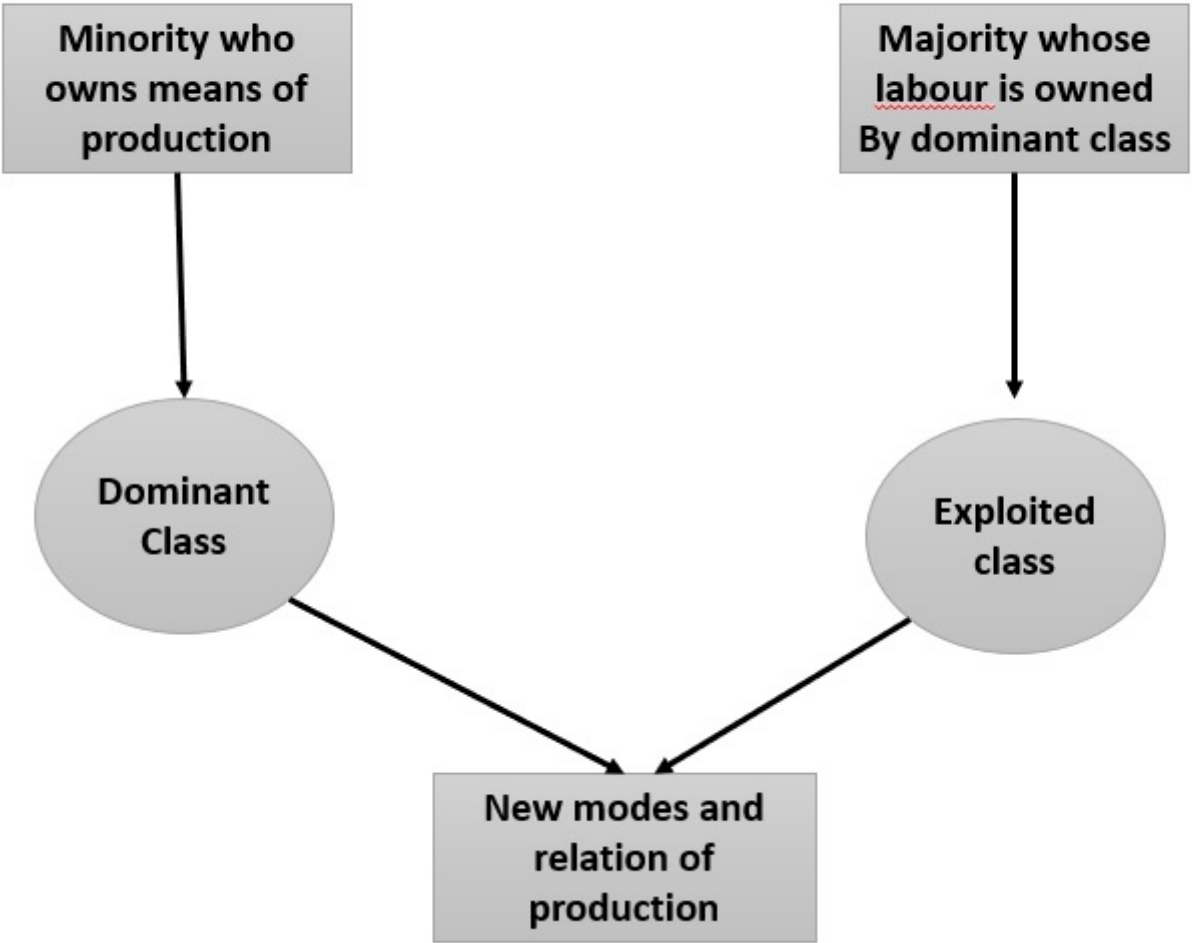 Minority who
owns means of
production
Majority whose
labour is owned
By dominant class
Dominant
Class
Exploited
class
New modes and
relation of
production